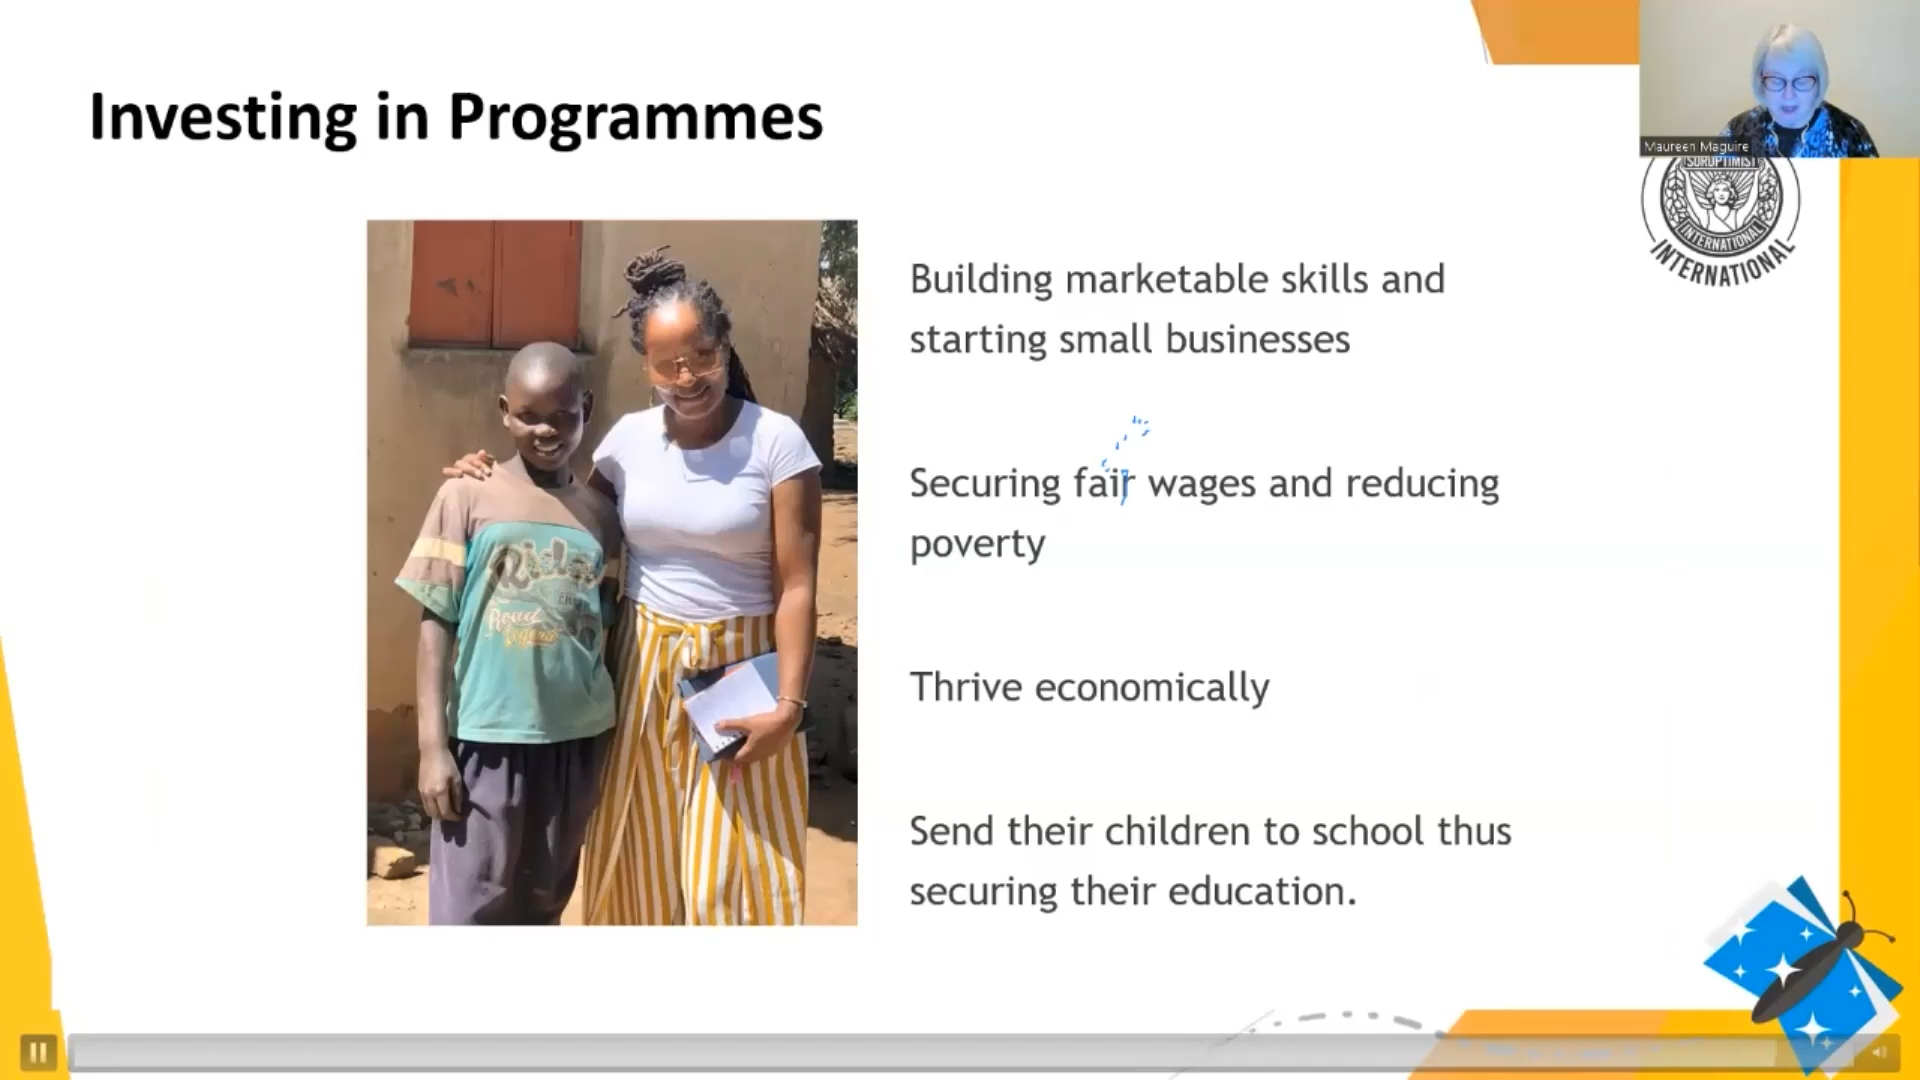 Investing in Programmes
Maureen Maguire
SOROPTIMIST
INTERNATIONAL
INTERNATIONAL
Building marketable skills and
starting small businesses
Securing fair wages and reducing
poverty
Road
Thrive economically
Send their children to school thus
securing their education.